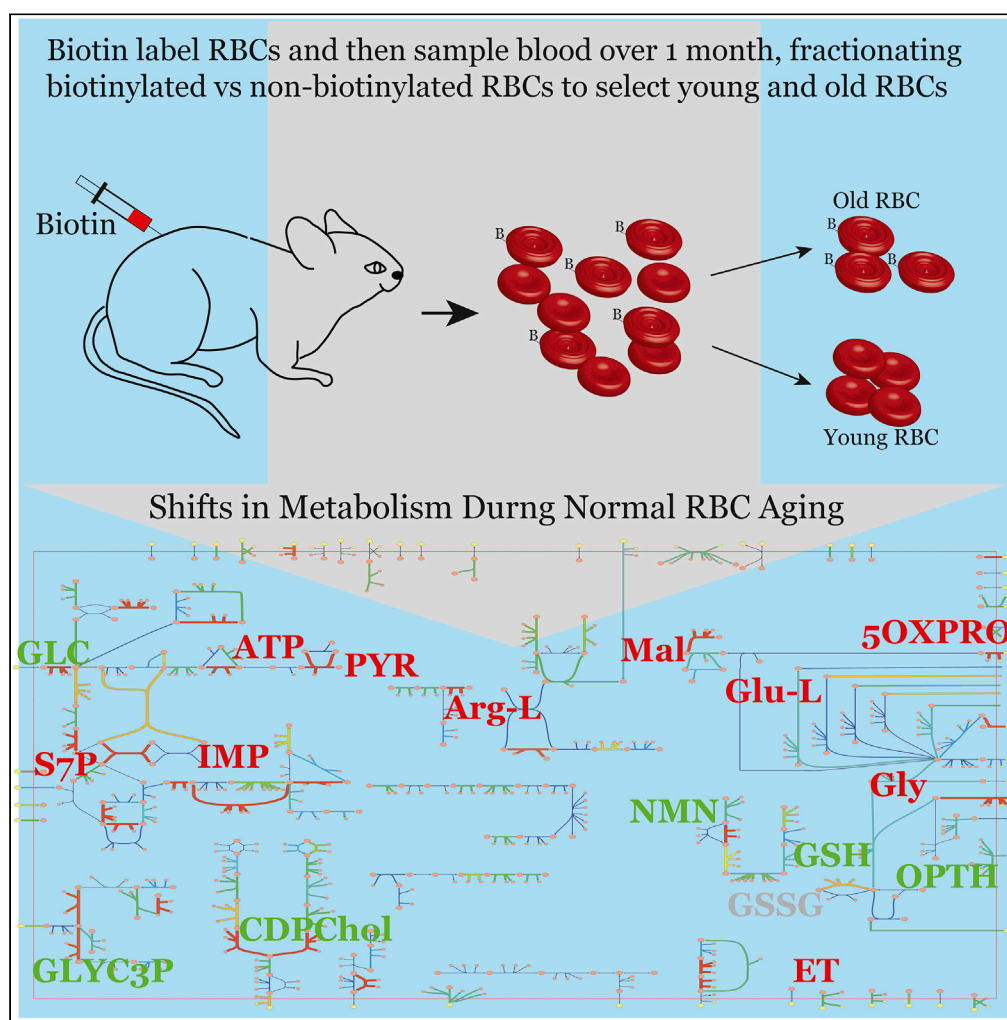 Biotin label RBCs and then sample blood over 1 month, fractionating
biotinylated vs non-biotinylated RBCs to select young and old RBCs
Biotin
B
B
B
B
B
Old RBC
B
B
B
Young RBC
Shifts in Metabolism Durng Normal RBC Aging
GLC
ATP
PYR
Arg-L
Mal
5OXPRO
Glu-L
S7P
IMP
Gly
NMN
GSH
OPTH
GSSG
CDPChol
GLYC3P
ET